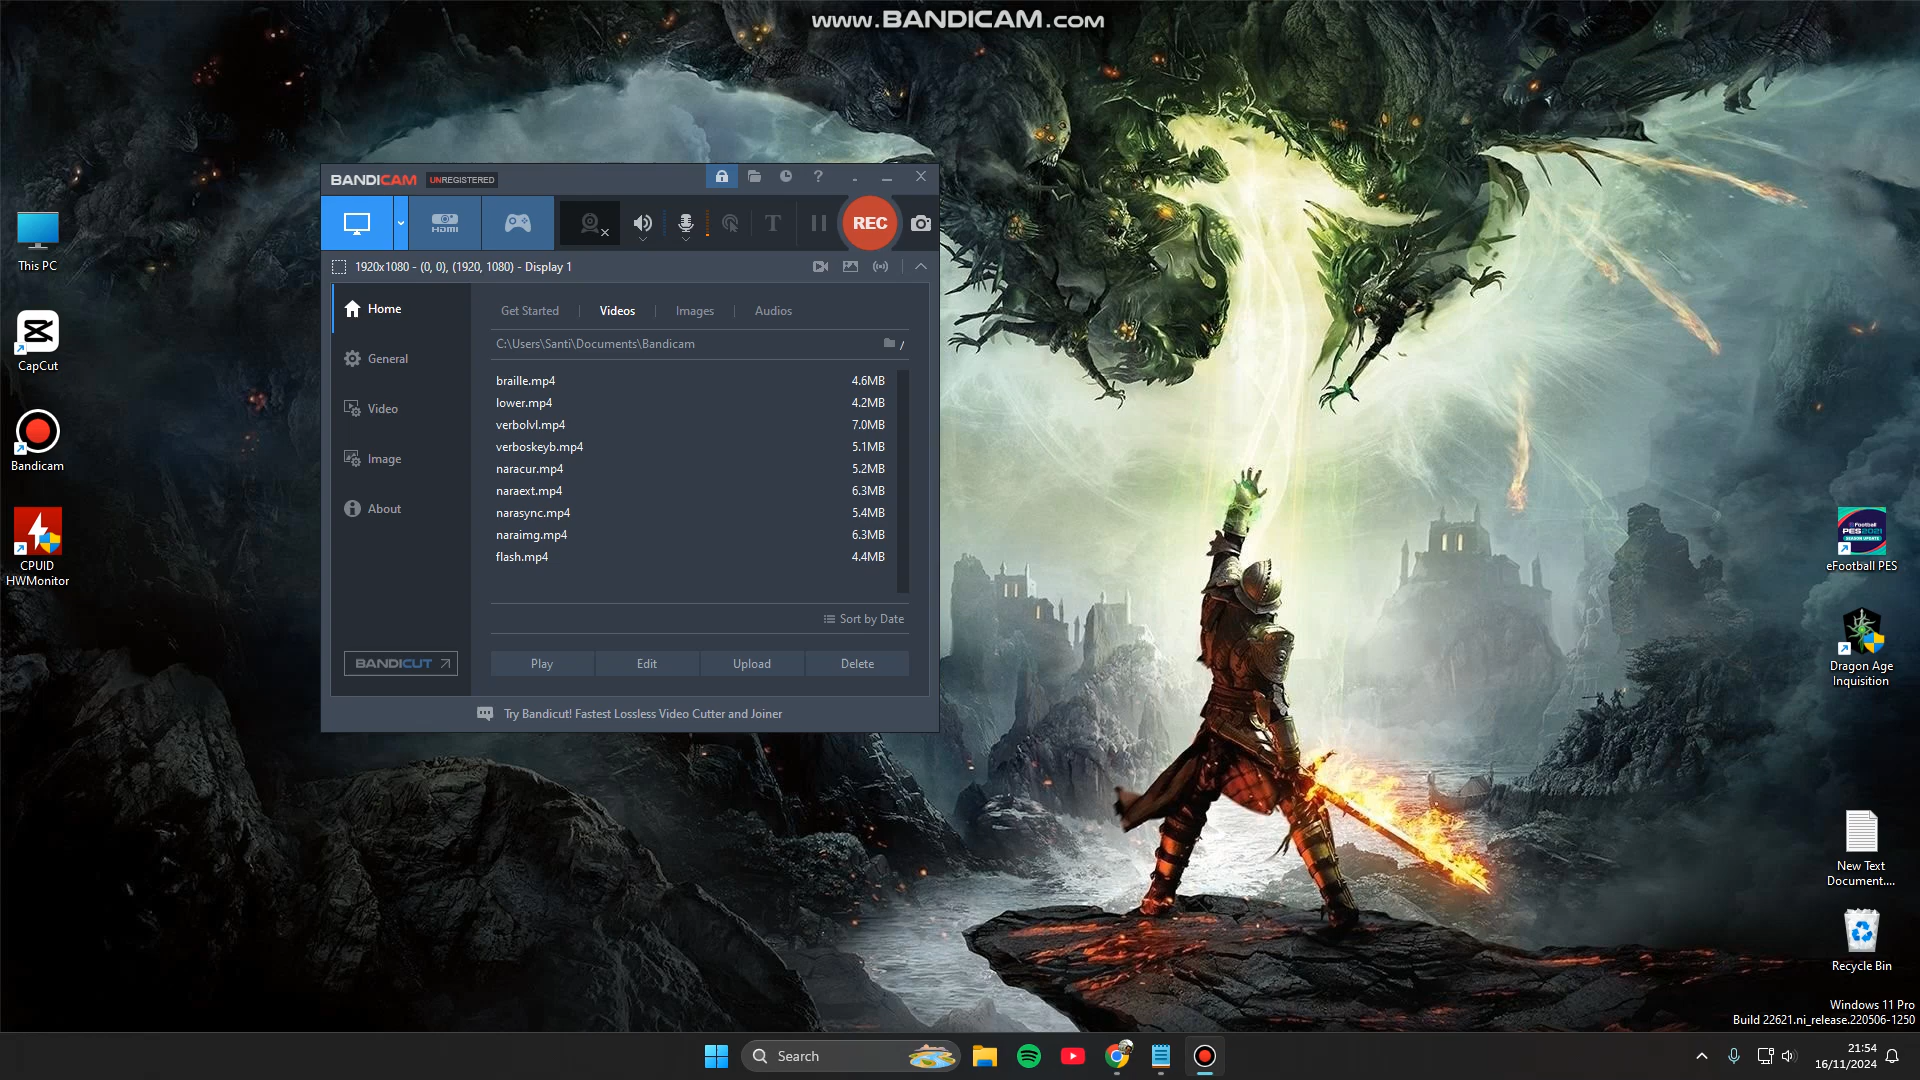 www.BANDICAM.COM
BANDICAM UNREGISTERED
?
HDMI
T
REC
1920x1080 - (0, 0), (1920, 1080) - Display 1
Home
General
Video
Image
About
BANDICUT
Get Started
Videos
Images
Audios
C:\Users\Santi\Documents\Bandicam
/
braille.mp4 4.6MB
lower.mp4 4.2MB
verbolvl.mp4 7.0MB
verboskeyb.mp4 5.1MB
naracur.mp4 5.2MB
naraext.mp4 6.3MB
narasync.mp4 5.4MB
naraimg.mp4 6.3MB
flash.mp4 4.4MB
Sort by Date
Play
Edit
Upload
Delete
Try Bandicut! Fastest Lossless Video Cutter and Joiner
This PC
CapCut
Bandicam
CPUID
HWMonitor
eFootball
PES2021
SEASON UPDATE
eFootball PES
Dragon Age
Inquisition
New Text
Document....
Recycle Bin
Windows 11 Pro
Build 22621.ni_release.220506-1250
Search
21:54
16/11/2024